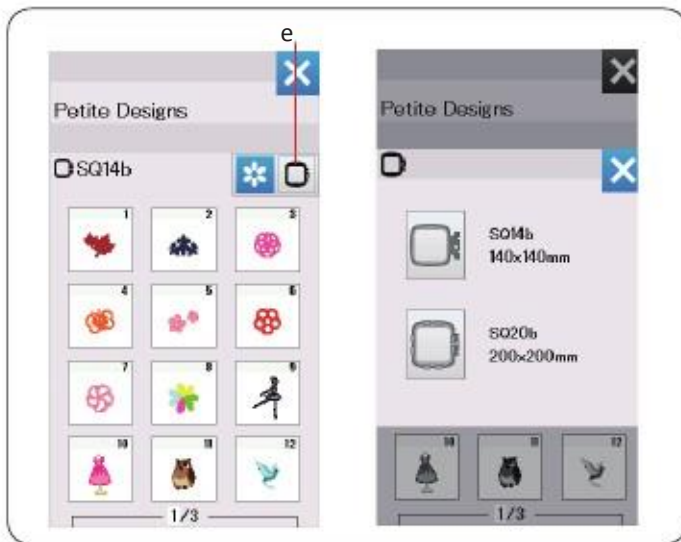 e
Petite Designs
SQ14b
1
2
3
4
5
6
7
8
9
10
11
12
1/3
Petite Designs
SQ14b
140x140mm
SQ20b
200x200mm
10
11
12
1/3